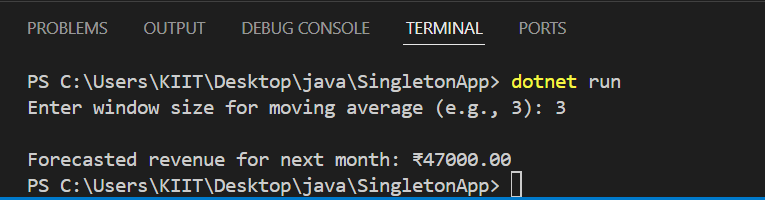 PROBLEMS OUTPUT DEBUG CONSOLE TERMINAL PORTS
PS C:\Users\KIIT\Desktop\java\SingletonApp> dotnet run
Enter window size for moving average (e.g., 3): 3
Forecasted revenue for next month: ₹47000.00
PS C:\Users\KIIT\Desktop\java\SingletonApp>